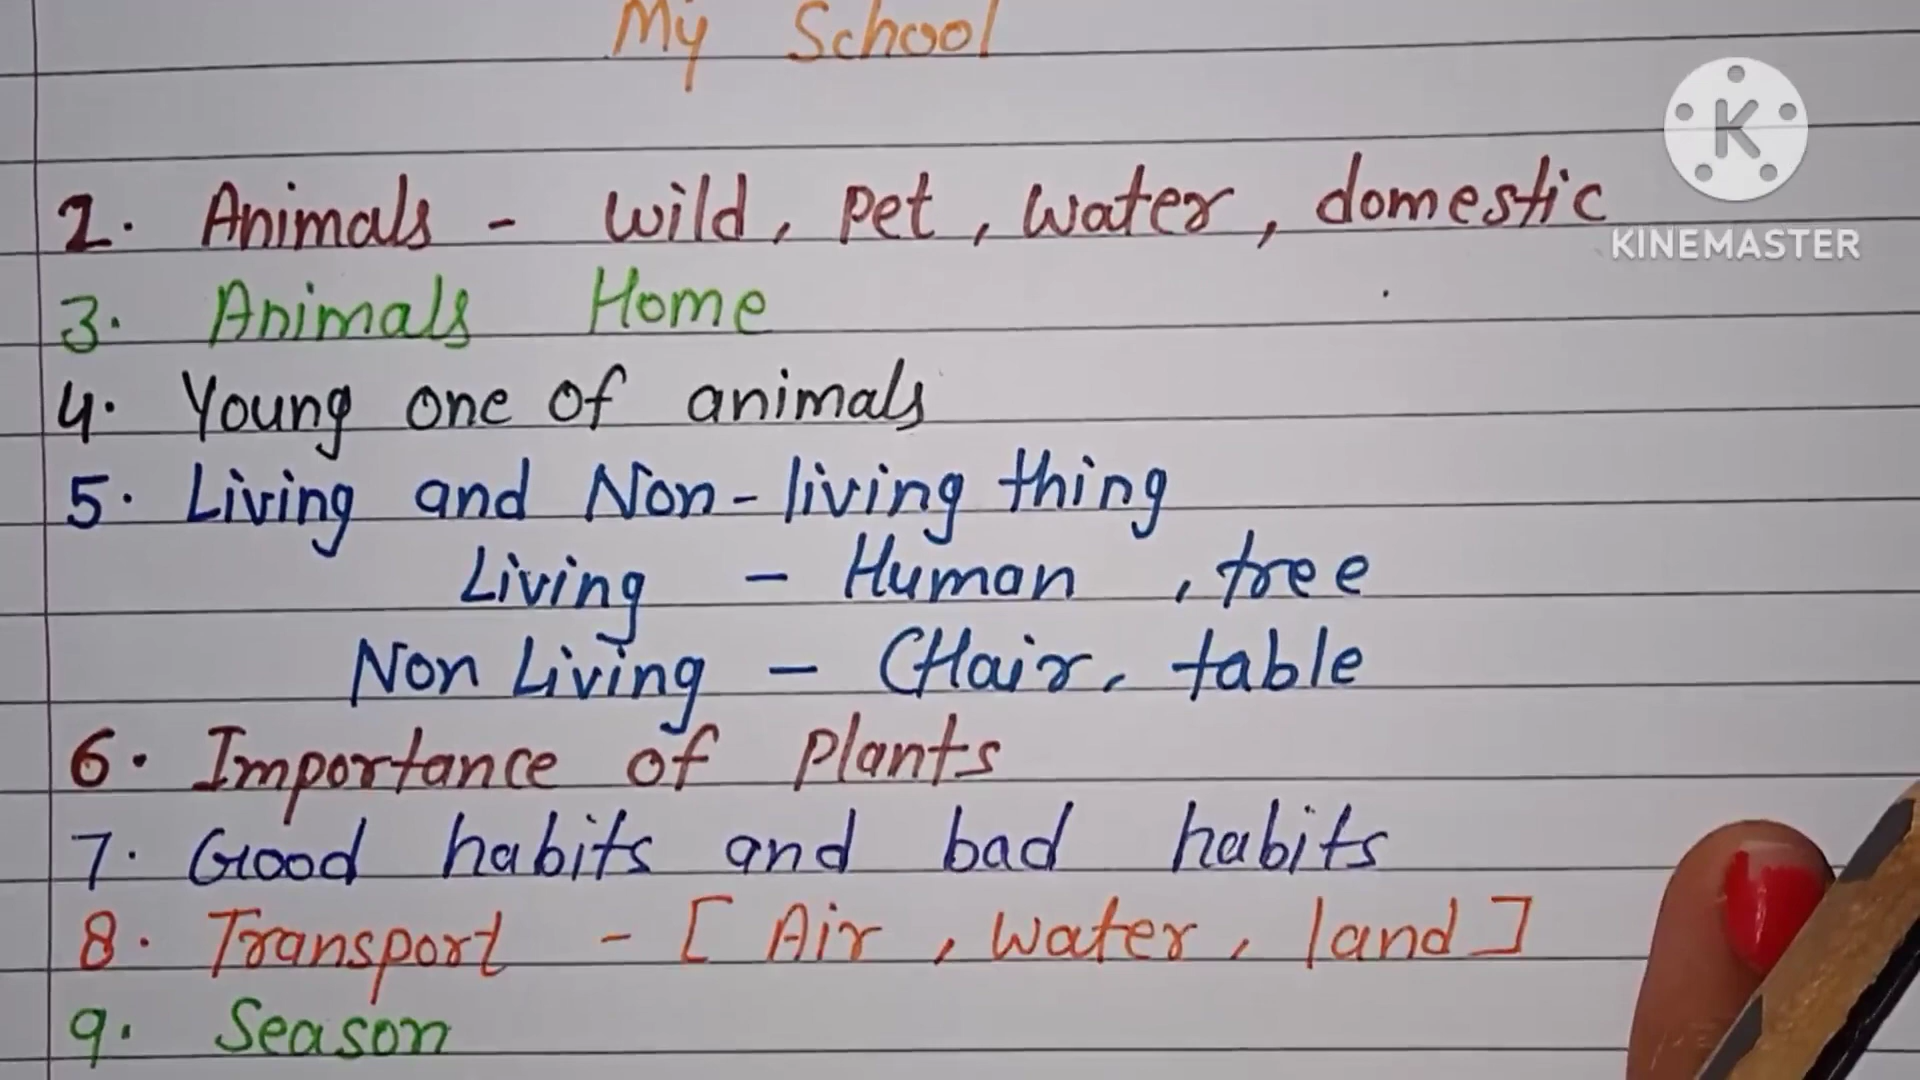 My School
2. Animals - wild, pet, water, domestic
KINEMASTER
3. Animals Home
4. Young one of animals
5. Living and Non-living thing
Living - Human , tree
Non Living - CHair, table
6. Importance of plants
7. Good habits and bad habits
8. Transport - [ Air, water, land ]
9. Season